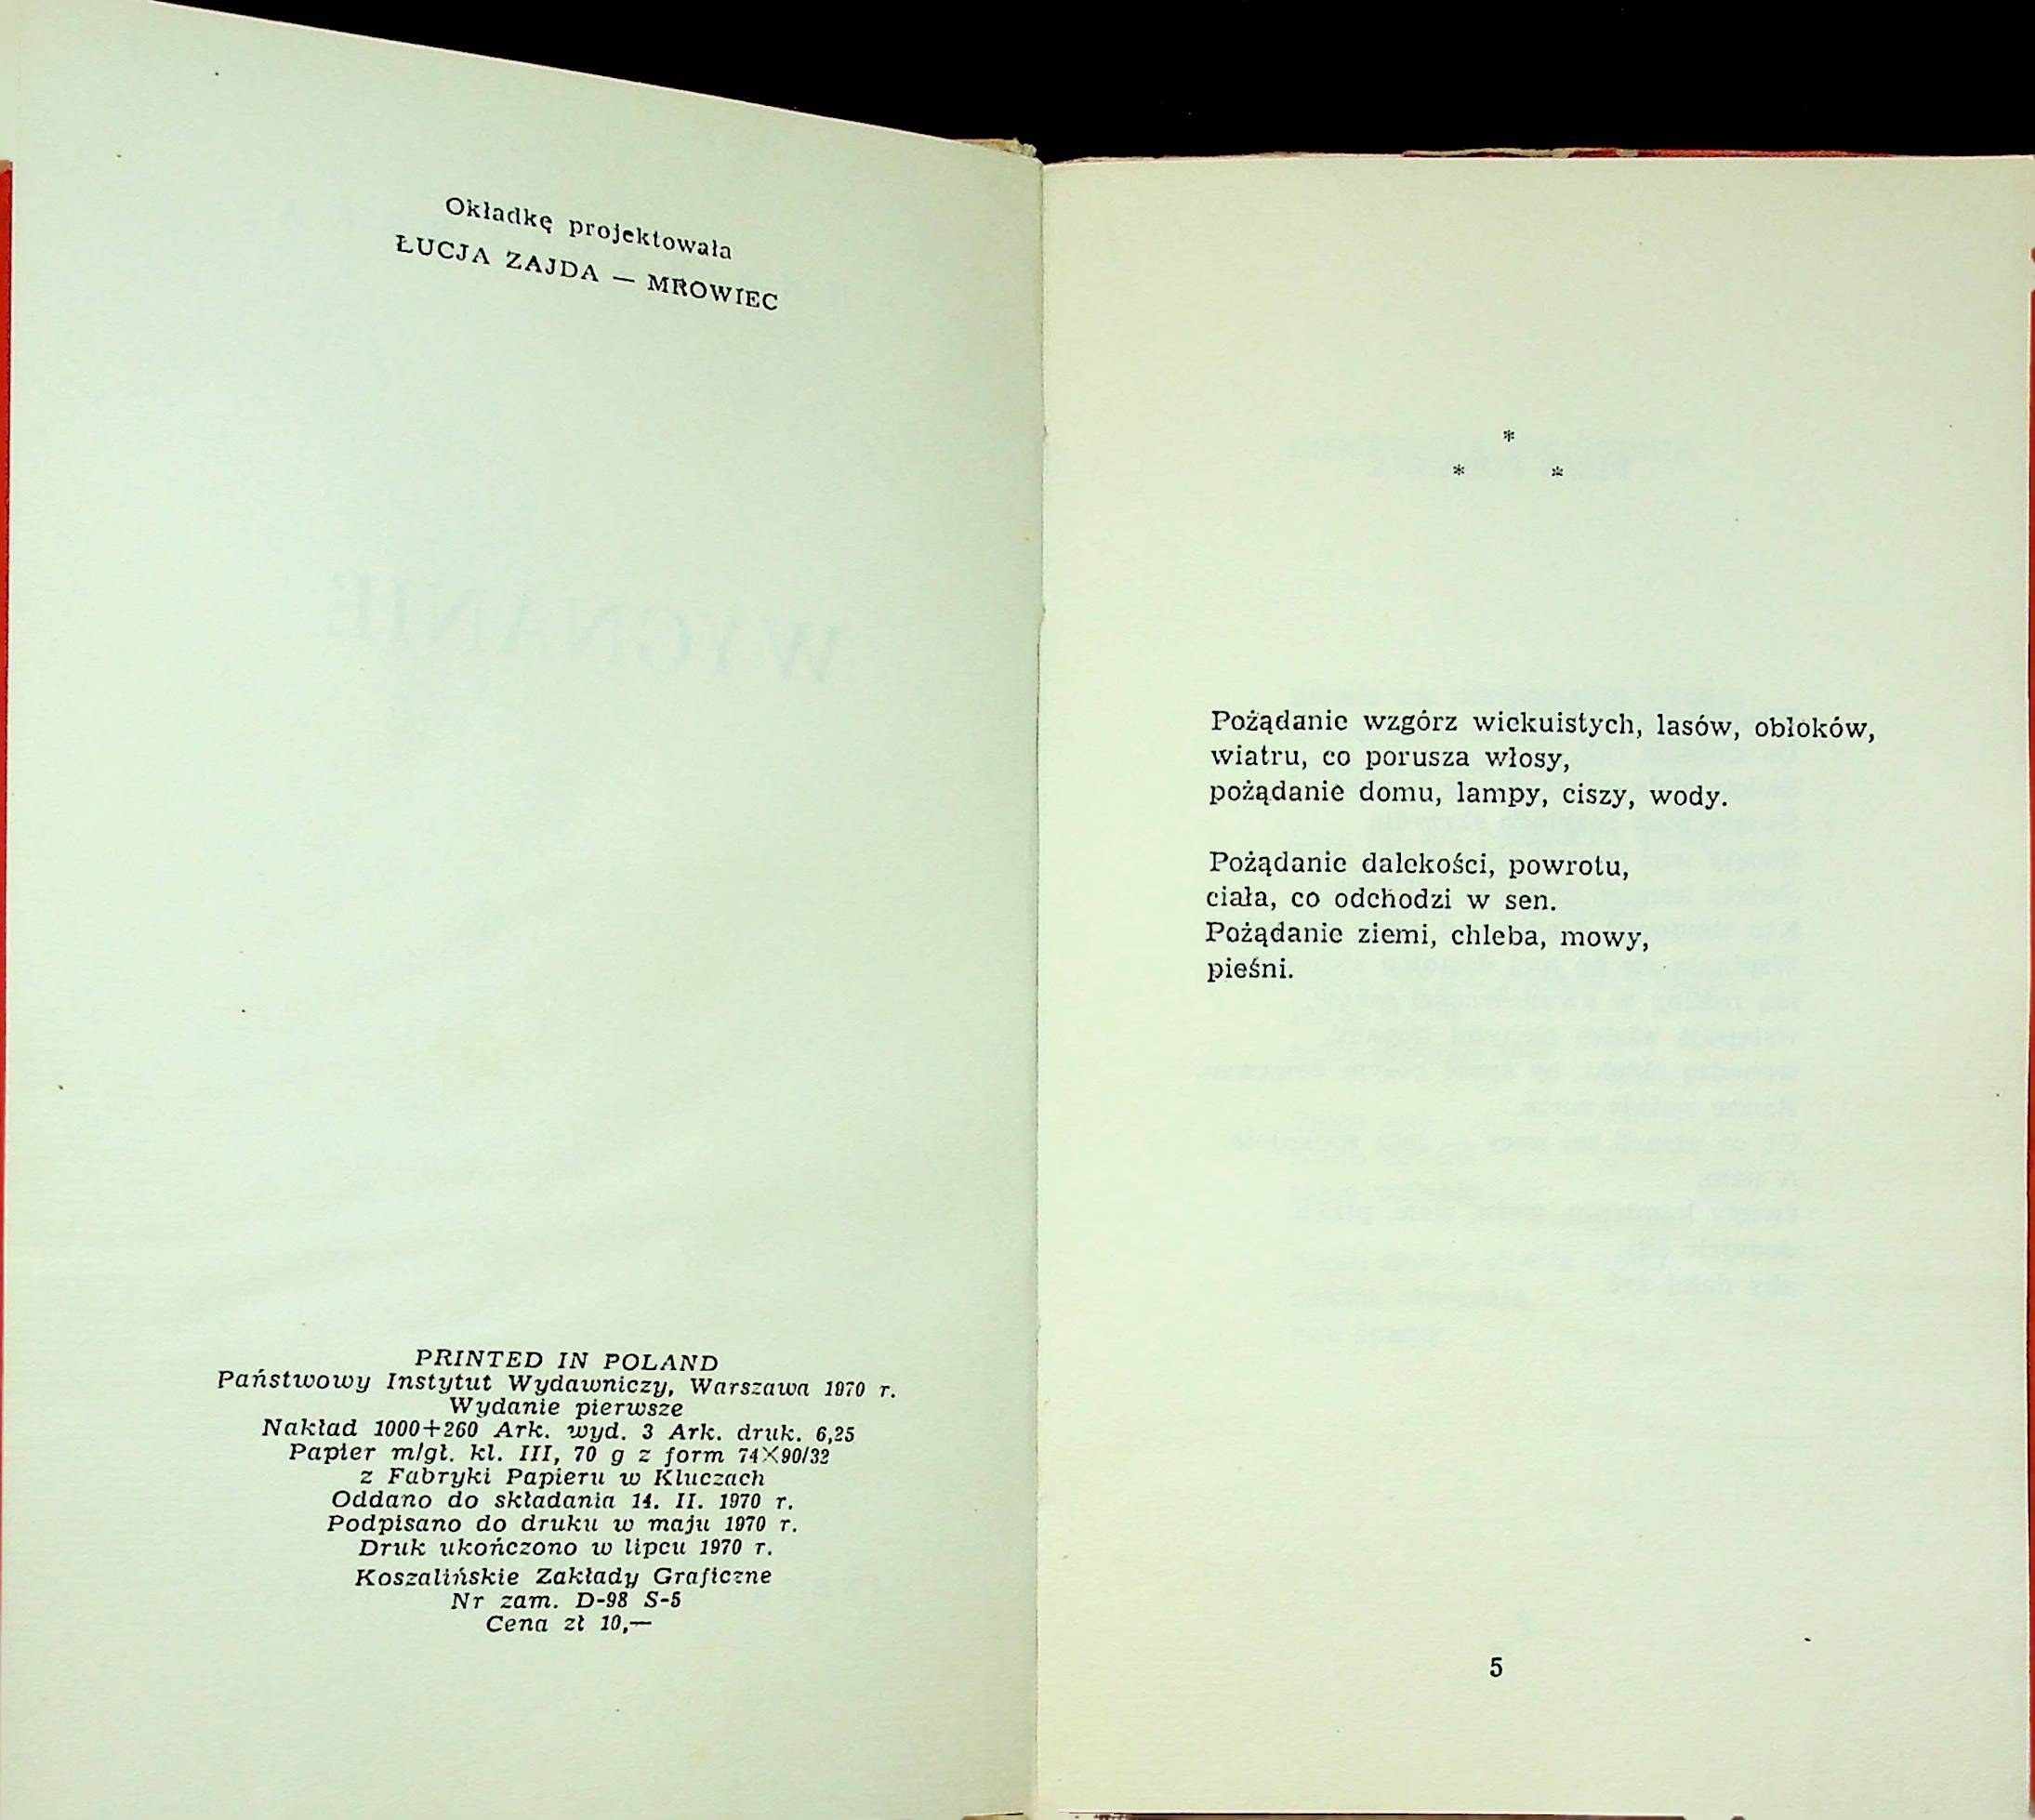 Okładkę projektowała
ŁUCJA ZAJDA — MROWIEC
PRINTED IN POLAND
Państwowy Instytut Wydawniczy, Warszawa 1970 r.
Wydanie pierwsze
Nakład 1000+260 Ark. wyd. 3 Ark. druk. 6,25
Papier m/gł. kl. III, 70 g z form 74×90/32
z Fabryki Papieru w Kluczach
Oddano do składania 14. II. 1970 r.
Podpisano do druku w maju 1970 r.
Druk ukończono w lipcu 1970 r.
Koszalińskie Zakłady Graficzne
Nr zam. D-98 S-5
Cena zł 10,—
*
* *
Pożądanie wzgórz wiekuistych, lasów, obłoków,
wiatru, co porusza włosy,
pożądanie domu, lampy, ciszy, wody.
Pożądanie dalekości, powrotu,
ciała, co odchodzi w sen.
Pożądanie ziemi, chleba, mowy,
pieśni.
5